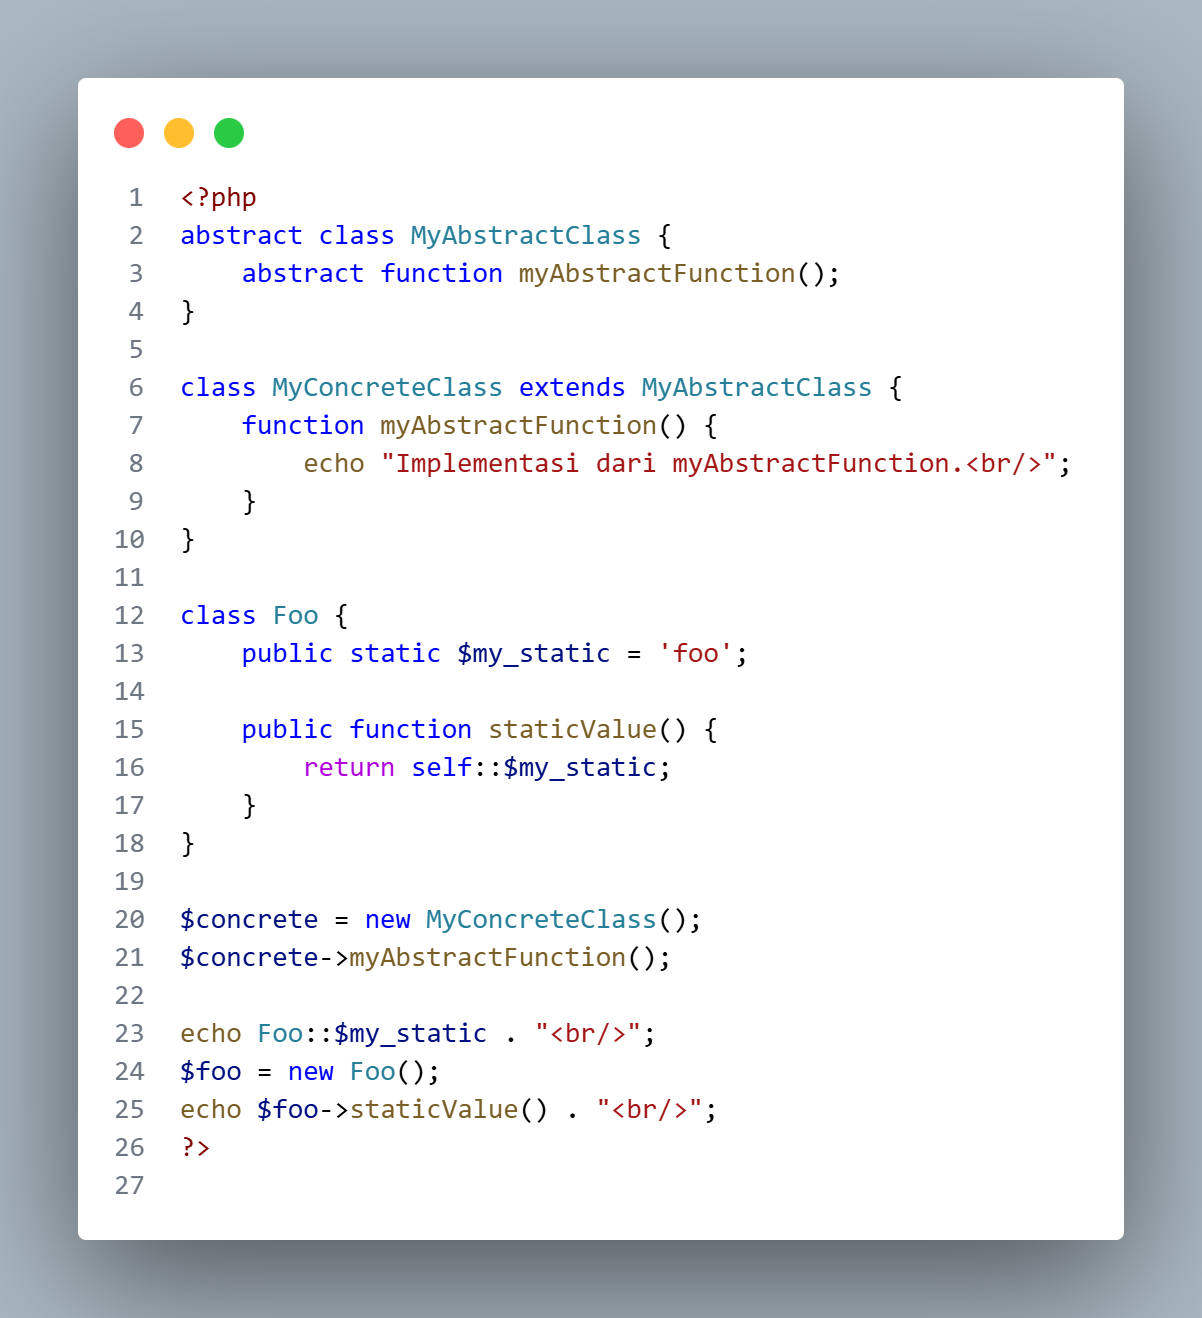 1 <?php
2 abstract class MyAbstractClass {
3     abstract function myAbstractFunction();
4 }
5
6 class MyConcreteClass extends MyAbstractClass {
7     function myAbstractFunction() {
8         echo "Implementasi dari myAbstractFunction.<br/>";
9     }
10 }
11
12 class Foo {
13     public static $my_static = 'foo';
14
15     public function staticValue() {
16         return self::$my_static;
17     }
18 }
19
20 $concrete = new MyConcreteClass();
21 $concrete->myAbstractFunction();
22
23 echo Foo::$my_static . "<br/>";
24 $foo = new Foo();
25 echo $foo->staticValue() . "<br/>";
26 ?>
27